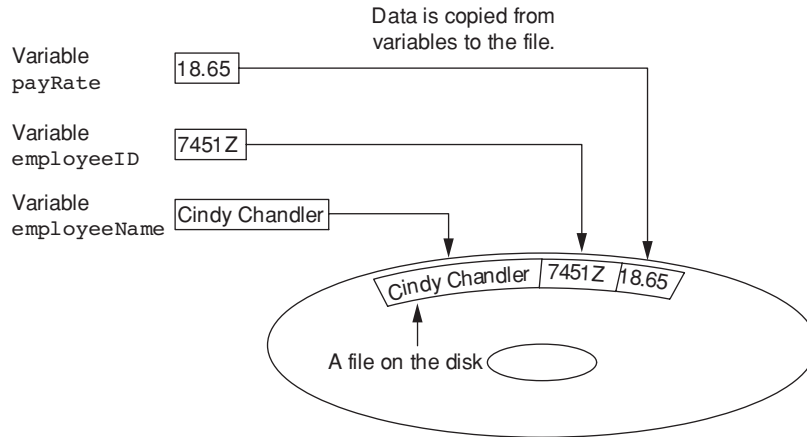 Data is copied from
variables to the file.
Variable
payRate
18.65
Variable
employeeID
7451Z
Variable
employeeName
Cindy Chandler
Cindy Chandler 7451Z 18.65
A file on the disk